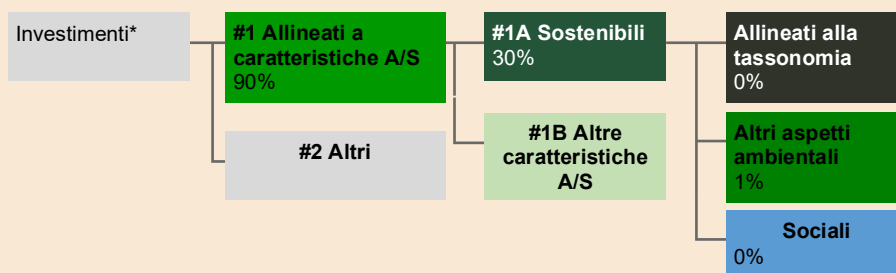 Investimenti*
#1 Allineati a
caratteristiche A/S
90%
#2 Altri
#1A Sostenibili
30%
#1B Altre
caratteristiche
A/S
Allineati alla
tassonomia
0%
Altri aspetti
ambientali
1%
Sociali
0%